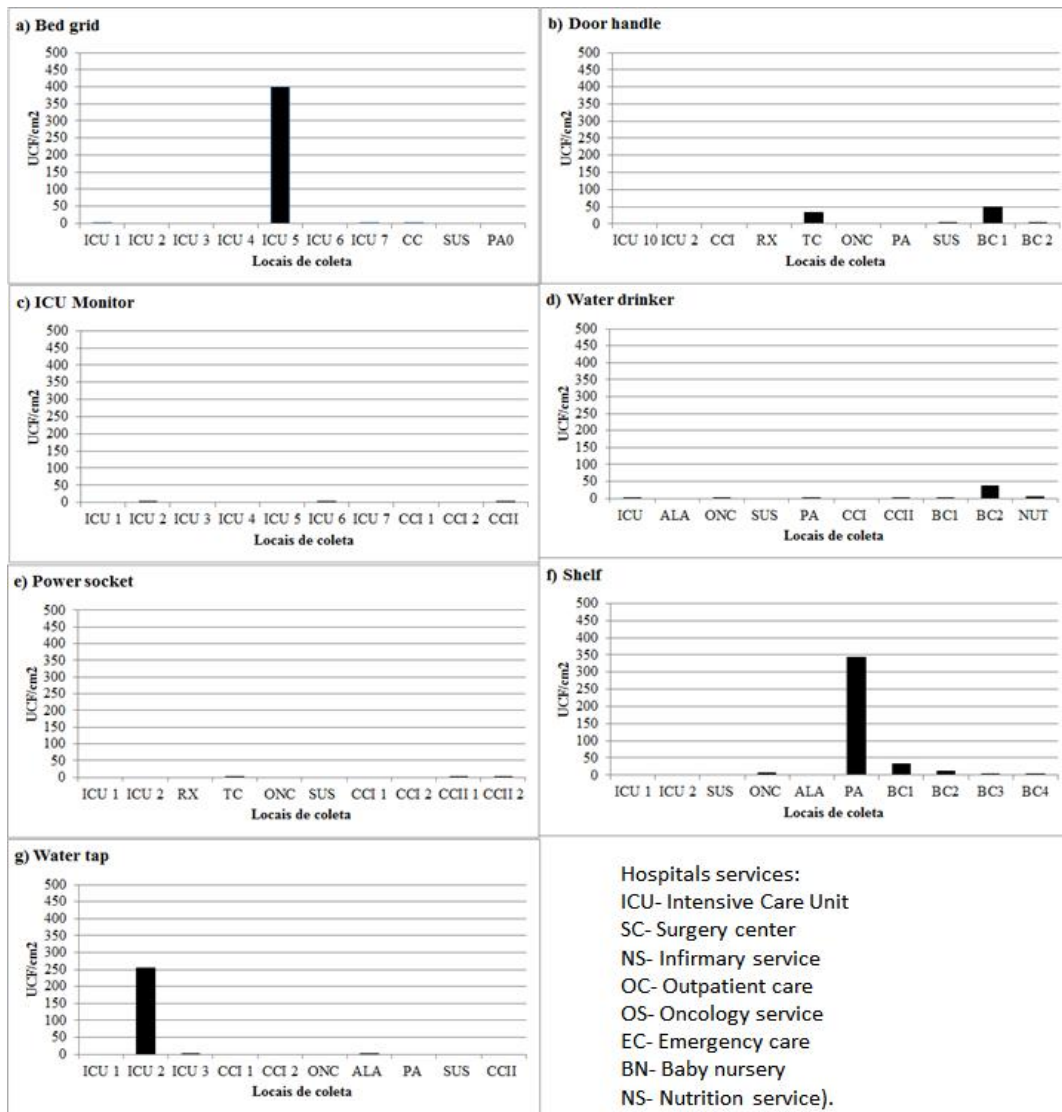 a) Bed grid
500
450
400
350
300
250
200
150
100
50
0
UCF/cm2
ICU 1 ICU 2 ICU 3 ICU 4 ICU 5 ICU 6 ICU 7 CC SUS PA0
Locais de coleta
b) Door handle
500
450
400
350
300
250
200
150
100
50
0
UCF/cm2
ICU 10 ICU 2 CCI RX TC ONC PA SUS BC 1 BC 2
Locais de coleta
c) ICU Monitor
500
450
400
350
300
250
200
150
100
50
0
UCF/cm2
ICU 1 ICU 2 ICU 3 ICU 4 ICU 5 ICU 6 ICU 7 CCI 1 CCI 2 CCII
Locais de coleta
d) Water drinker
500
450
400
350
300
250
200
150
100
50
0
UCF/cm2
ICU ALA ONC SUS PA CCI CCII BC1 BC2 NUT
Locais de coleta
e) Power socket
500
450
400
350
300
250
200
150
100
50
0
UCF/cm2
ICU 1 ICU 2 RX TC ONC SUS CCI 1 CCI 2 CCII 1 CCII 2
Locais de coleta
f) Shelf
500
450
400
350
300
250
200
150
100
50
0
UCF/cm2
ICU 1 ICU 2 SUS ONC ALA PA BC1 BC2 BC3 BC4
Locais de coleta
g) Water tap
500
450
400
350
300
250
200
150
100
50
0
UCF/cm2
ICU 1 ICU 2 ICU 3 CCI 1 CCI 2 ONC ALA PA SUS CCII
Locais de coleta
Hospitals services:
ICU- Intensive Care Unit
SC- Surgery center
NS- Infirmary service
OC- Outpatient care
OS- Oncology service
EC- Emergency care
BN- Baby nursery
NS- Nutrition service).